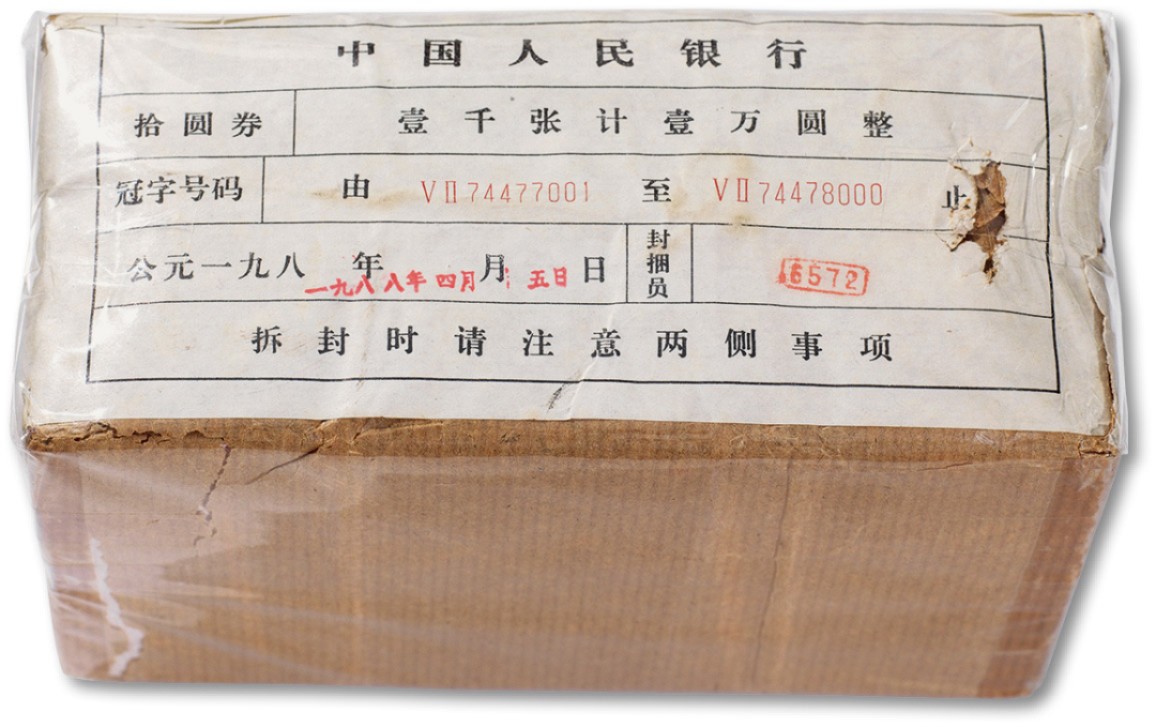 中国人民银行
拾圆券 壹千张计壹万圆整
冠字号码 由 VⅡ74477001 至 VⅡ74478000 止
公元一九八 年 月 日 封捆员 6572
一九八八年四月 五日
拆封时请注意两侧事项